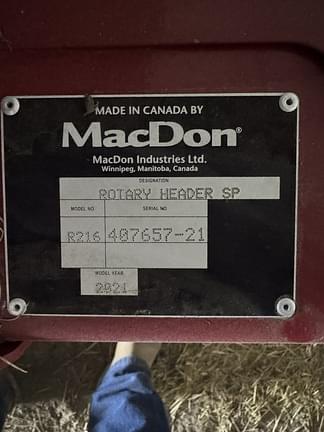 MADE IN CANADA BY
MacDon®
MacDon Industries Ltd.
Winnipeg, Manitoba, Canada
DESIGNATION
ROTARY HEADER SP
MODEL NO SERIAL NO
R216 407657-21
MODEL YEAR
2021